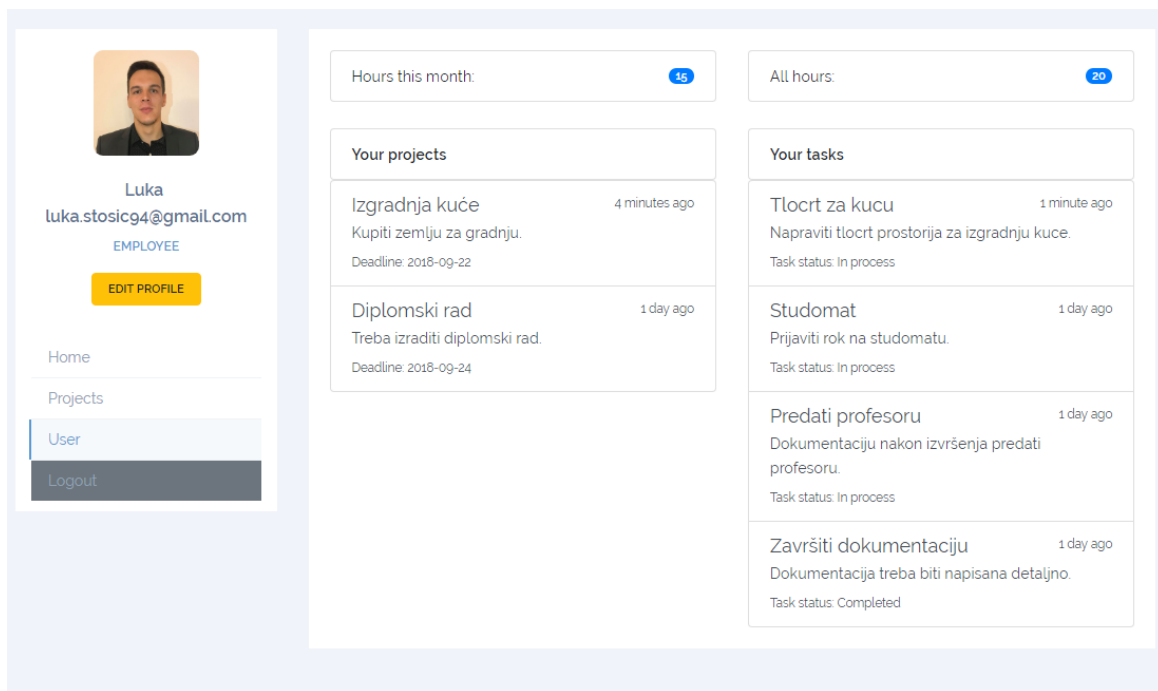 Luka
luka.stosic94@gmail.com
EMPLOYEE
EDIT PROFILE
Home
Projects
User
Logout
Hours this month:
15
All hours:
20
Your projects
Izgradnja kuće
4 minutes ago
Kupiti zemlju za gradnju.
Deadline: 2018-09-22
Diplomski rad
1 day ago
Treba izraditi diplomski rad.
Deadline: 2018-09-24
Your tasks
Tlocrt za kucu
1 minute ago
Napraviti tlocrt prostorija za izgradnju kuce.
Task status: In process
Studomat
1 day ago
Prijaviti rok na studomatu.
Task status: In process
Predati profesoru
1 day ago
Dokumentaciju nakon izvršenja predati
profesoru.
Task status: In process
Završiti dokumentaciju
1 day ago
Dokumentacija treba biti napisana detaljno.
Task status: Completed